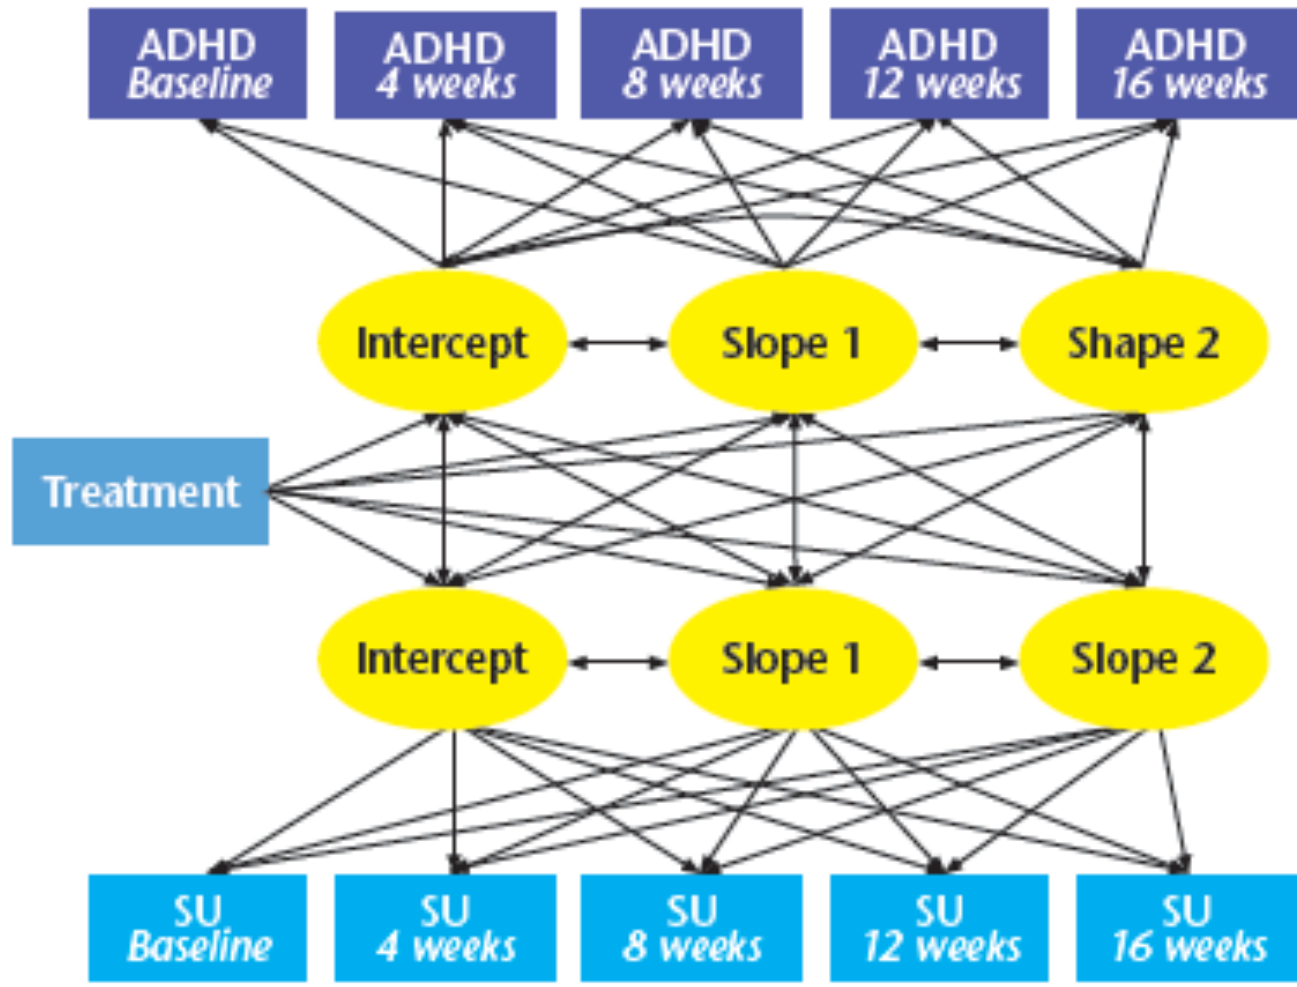 ADHD
Baseline
ADHD
4 weeks
ADHD
8 weeks
ADHD
12 weeks
ADHD
16 weeks
Intercept
Slope 1
Shape 2
Treatment
Intercept
Slope 1
Slope 2
SU
Baseline
SU
4 weeks
SU
8 weeks
SU
12 weeks
SU
16 weeks